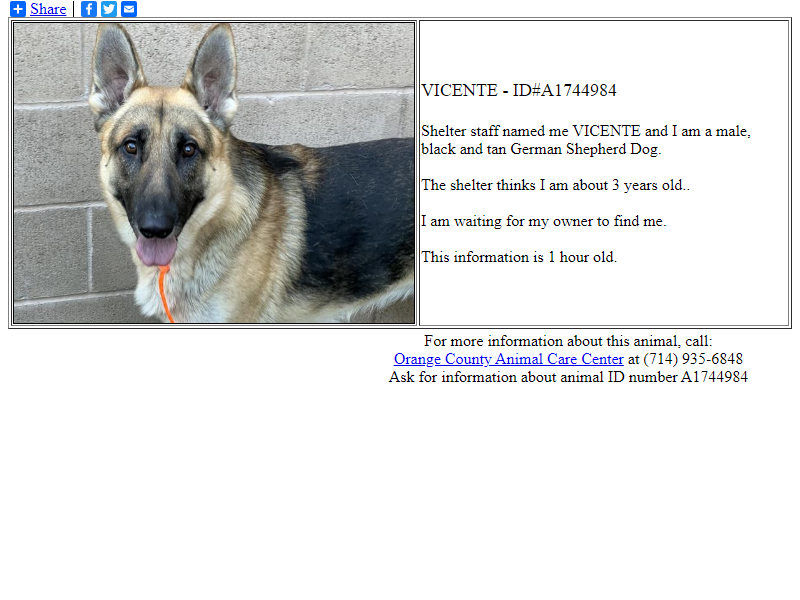 Share |
VICENTE - ID#A1744984
Shelter staff named me VICENTE and I am a male,
black and tan German Shepherd Dog.
The shelter thinks I am about 3 years old..
I am waiting for my owner to find me.
This information is 1 hour old.
For more information about this animal, call:
Orange County Animal Care Center at (714) 935-6848
Ask for information about animal ID number A1744984